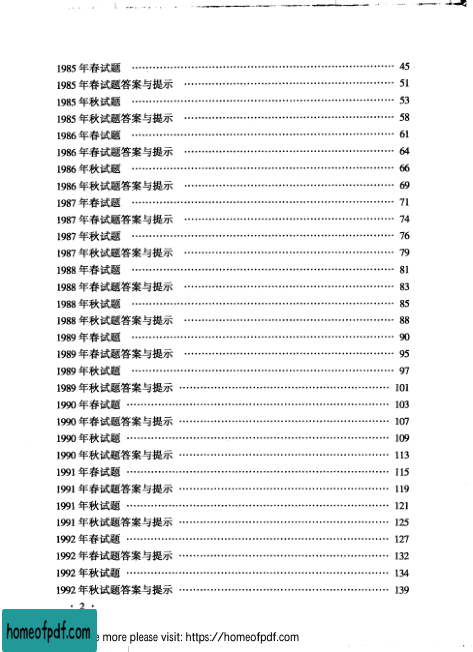 1985 年春试题 …… 45
1985 年春试题答案与提示 …… 51
1985 年秋试题 …… 53
1985 年秋试题答案与提示 …… 58
1986 年春试题 …… 61
1986 年春试题答案与提示 …… 64
1986 年秋试题 …… 66
1986 年秋试题答案与提示 …… 69
1987 年春试题 …… 71
1987 年春试题答案与提示 …… 74
1987 年秋试题 …… 76
1987 年秋试题答案与提示 …… 79
1988 年春试题 …… 81
1988 年春试题答案与提示 …… 83
1988 年秋试题 …… 85
1988 年秋试题答案与提示 …… 88
1989 年春试题 …… 90
1989 年春试题答案与提示 …… 95
1989 年秋试题 …… 97
1989 年秋试题答案与提示 …… 101
1990 年春试题 …… 103
1990 年春试题答案与提示 …… 107
1990 年秋试题 …… 109
1990 年秋试题答案与提示 …… 113
1991 年春试题 …… 115
1991 年春试题答案与提示 …… 119
1991 年秋试题 …… 121
1991 年秋试题答案与提示 …… 125
1992 年春试题 …… 127
1992 年春试题答案与提示 …… 132
1992 年秋试题 …… 134
1992 年秋试题答案与提示 …… 139
· 2 ·
homeofpdf.com
more please visit: https://homeofpdf.com